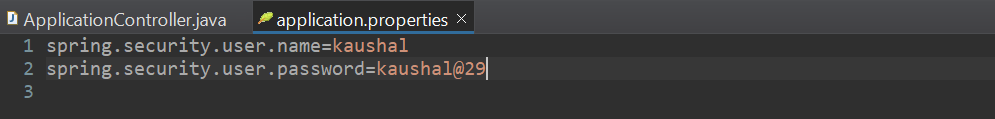 ApplicationController.java application.properties
1 spring.security.user.name=kaushal
2 spring.security.user.password=kaushal@29
3